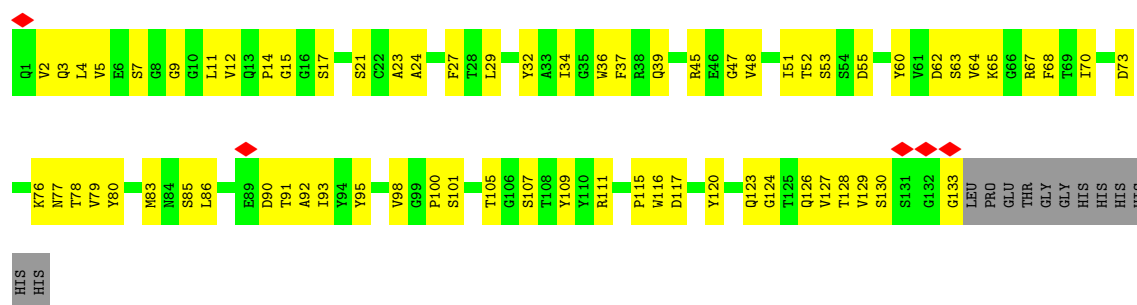 Q1 V2 Q3 L4 V5 E6 S7 G8 G9 G10 L11 V12 Q13 P14 G15 G16 S17 S21 C22 A23 A24 F27 T28 L29 Y32 A33 I34 G35 W36 F37 R38 Q39 R45 E46 G47 V48 I51 T52 S53 S54 D55 Y60 V61 D62 S63 V64 K65 G66 R67 F68 T69 I70 D73
K76 N77 T78 V79 Y80 M83 N84 S85 L86 E89 D90 T91 A92 I93 Y94 Y95 V98 G99 P100 S101 T105 G106 S107 T108 Y109 Y110 R111 P115 W116 D117 Y120 Q123 G124 T125 Q126 V127 T128 V129 S130 S131 G132 G133 LEU PRO GLU THR GLY GLY HIS HIS HIS HIS HIS
HIS HIS